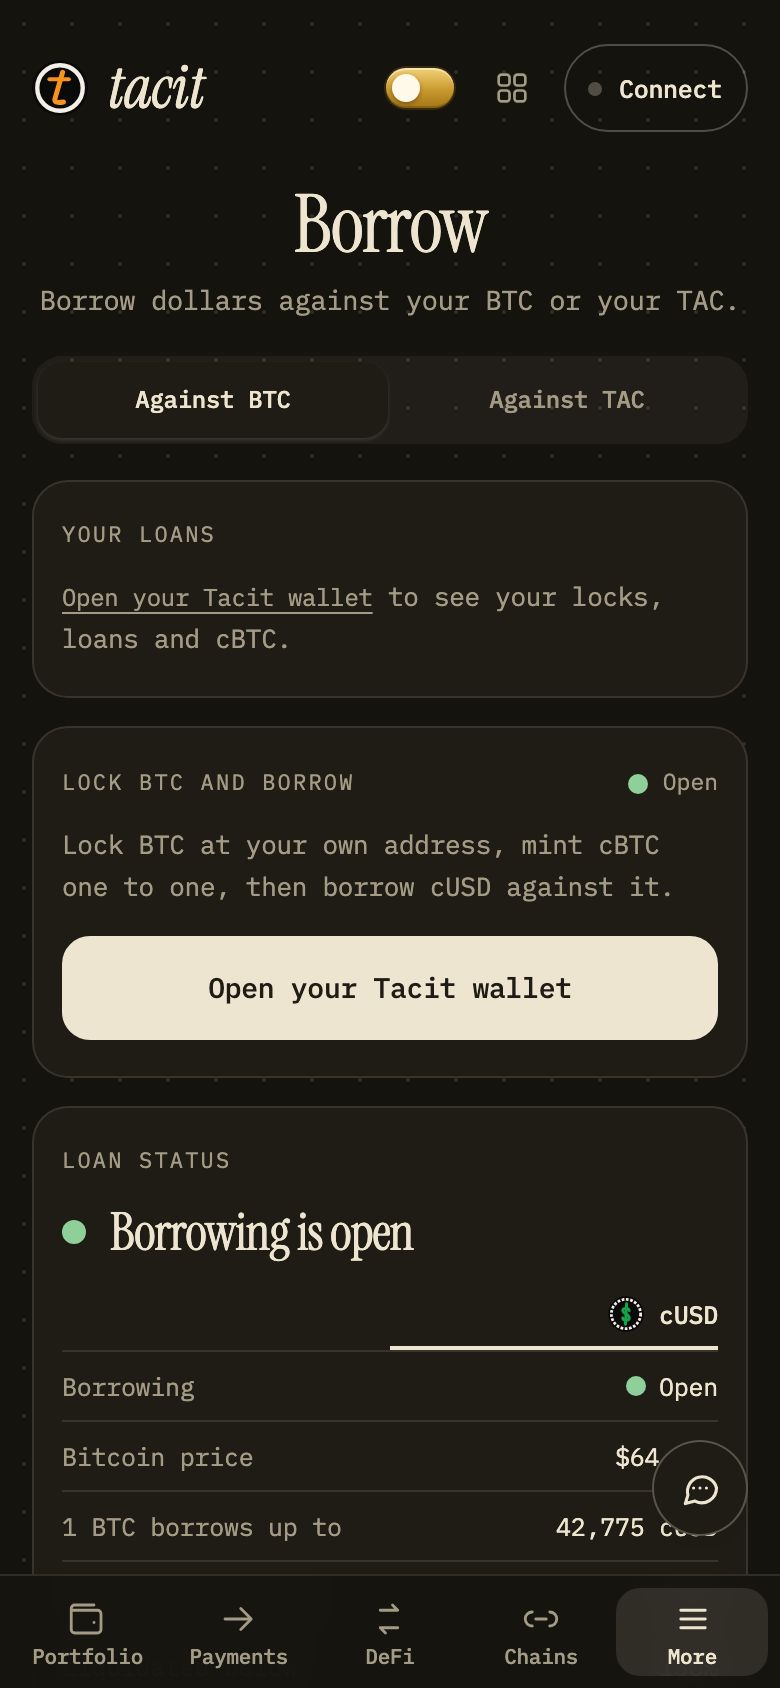 tacit
Connect
Borrow
Borrow dollars against your BTC or your TAC.
Against BTC
Against TAC
YOUR LOANS
Open your Tacit wallet to see your locks,
loans and cBTC.
LOCK BTC AND BORROW
Open
Lock BTC at your own address, mint cBTC
one to one, then borrow cUSD against it.
Open your Tacit wallet
LOAN STATUS
Borrowing is open
cUSD
Borrowing
Open
Bitcoin price
$64
1 BTC borrows up to
42,775
Portfolio
Payments
DeFi
Chains
More